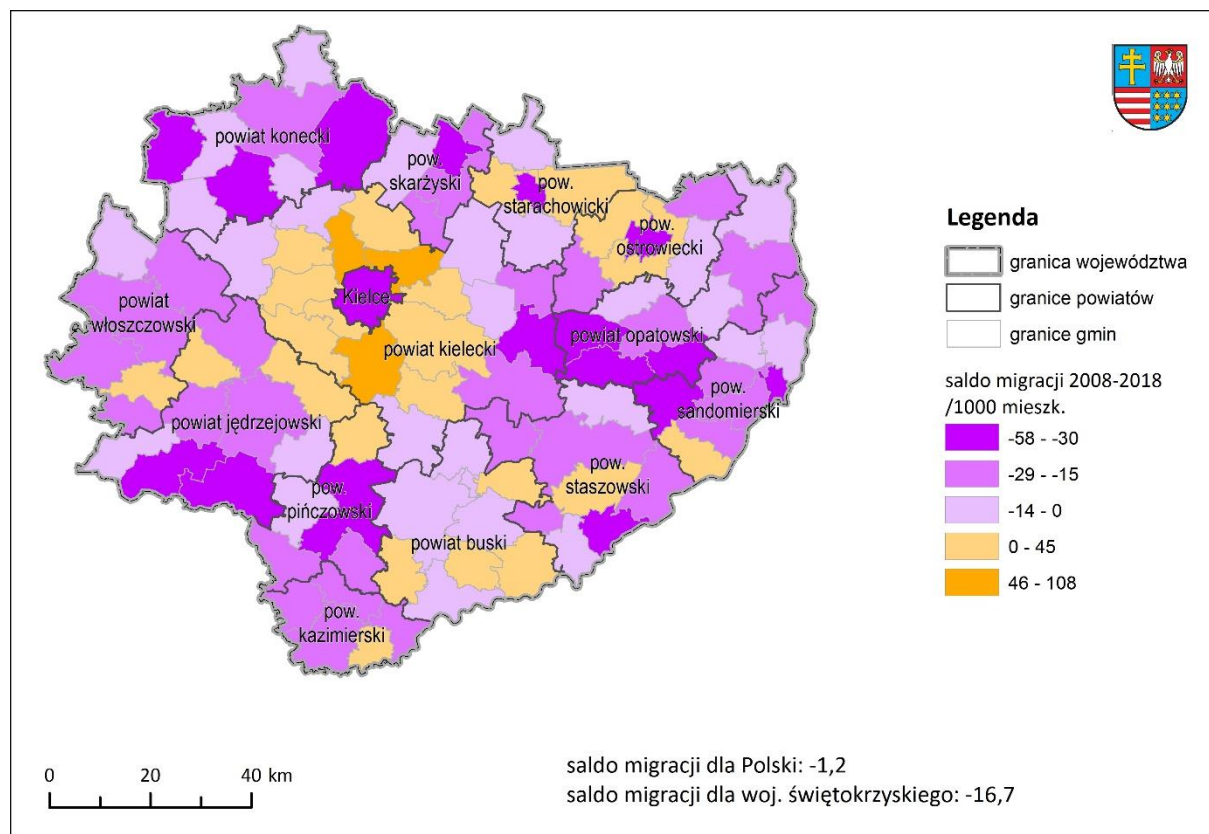 powiat konecki
pow.
skarżyski
pow.
starachowicki
pow.
ostrowiecki
Kielce
powiat
włoszczowski
powiat opatowski
powiat kielecki
pow.
sandomierski
powiat jędrzejowski
pow.
staszowski
pow.
pińczowski
powiat buski
pow.
kazimierski
Legenda
granica województwa
granice powiatów
granice gmin
saldo migracji 2008-2018
/1000 mieszk.
-58 - -30
-29 - -15
-14 - 0
0 - 45
46 - 108
0 20 40 km
saldo migracji dla Polski: -1,2
saldo migracji dla woj. świętokrzyskiego: -16,7